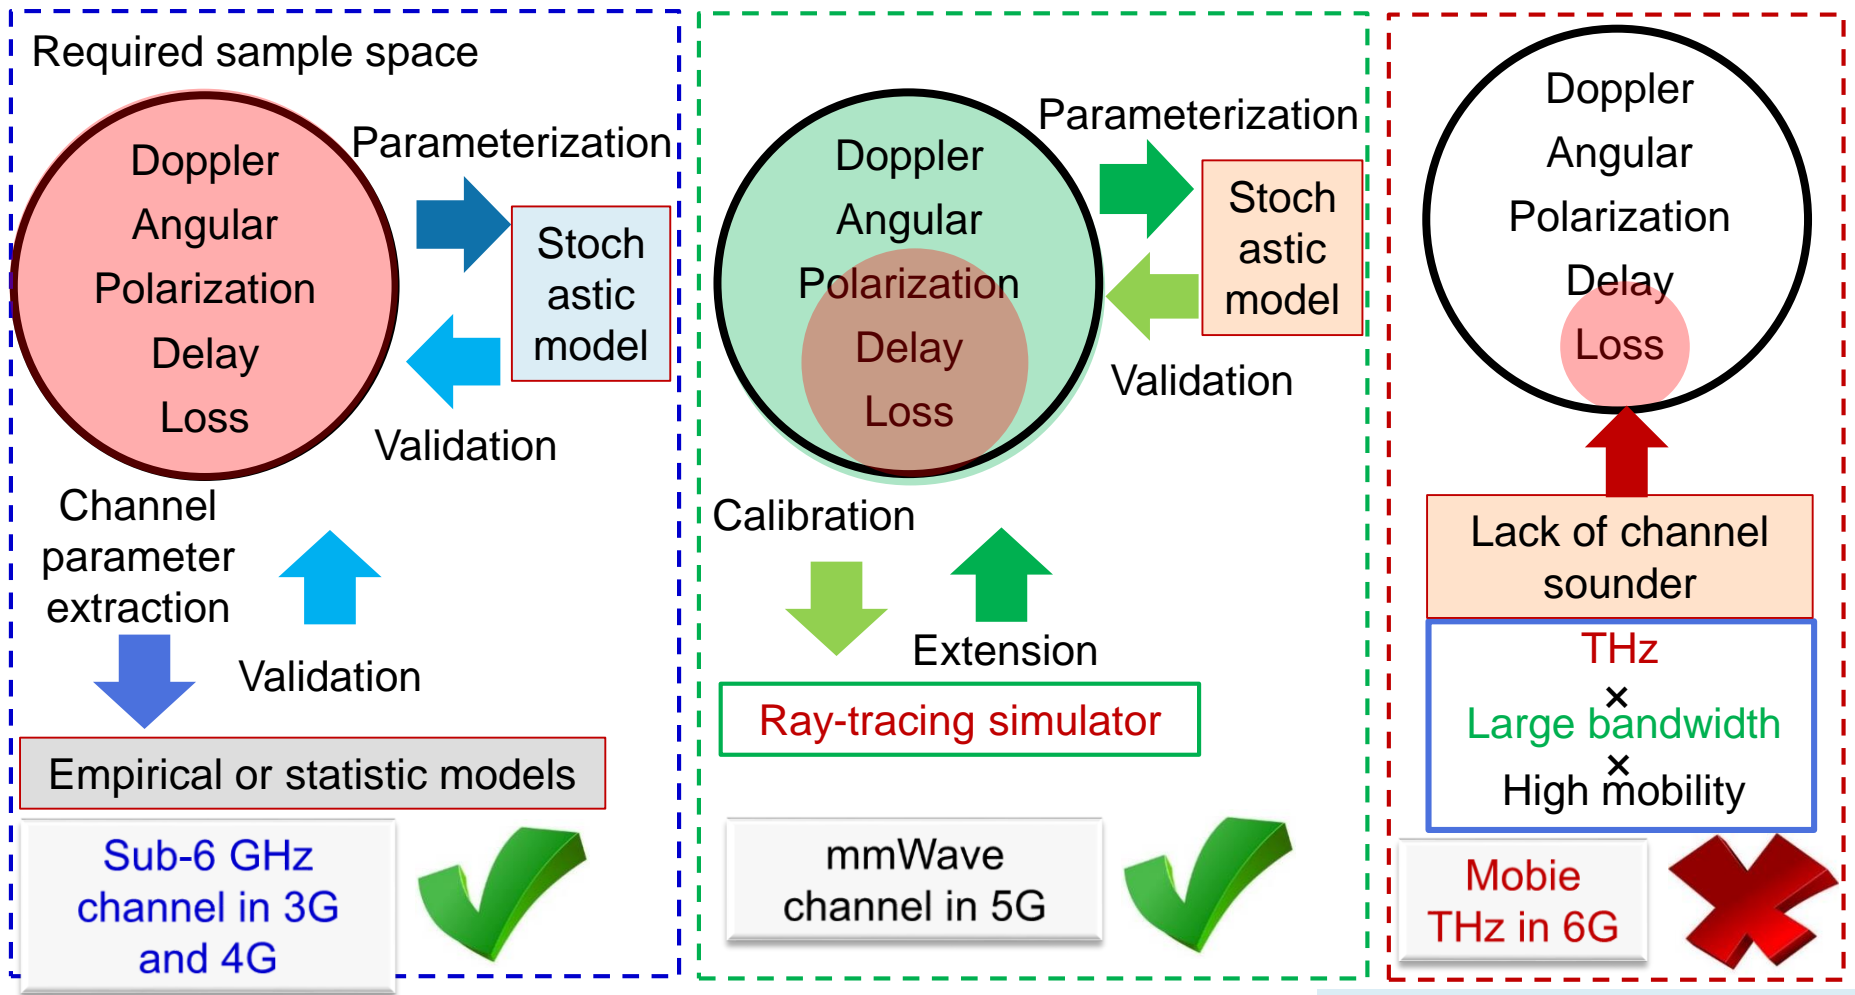 Required sample space
Doppler
Angular
Polarization
Delay
Loss
Parameterization
Stoch
astic
model
Validation
Channel
parameter
extraction
Validation
Empirical or statistic models
Sub-6 GHz
channel in 3G
and 4G
Doppler
Angular
Polarization
Delay
Loss
Parameterization
Stoch
astic
model
Validation
Calibration
Extension
Ray-tracing simulator
mmWave
channel in 5G
Doppler
Angular
Polarization
Delay
Loss
Lack of channel
sounder
THz
×
Large bandwidth
×
High mobility
Mobie
THz in 6G